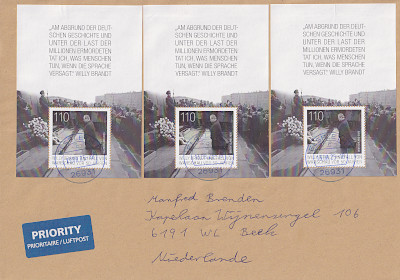 „AM ABGRUND DER DEUT-
SCHEN GESCHICHTE UND
UNTER DER LAST DER
MILLIONEN ERMORDETEN
TAT ICH, WAS MENSCHEN
TUN, WENN DIE SPRACHE
VERSAGT.“ WILLY BRANDT
110
26931
„AM ABGRUND DER DEUT-
SCHEN GESCHICHTE UND
UNTER DER LAST DER
MILLIONEN ERMORDETEN
TAT ICH, WAS MENSCHEN
TUN, WENN DIE SPRACHE
VERSAGT.“ WILLY BRANDT
110
26931
„AM ABGRUND DER DEUT-
SCHEN GESCHICHTE UND
UNTER DER LAST DER
MILLIONEN ERMORDETEN
TAT ICH, WAS MENSCHEN
TUN, WENN DIE SPRACHE
VERSAGT.“ WILLY BRANDT
110
26931
Manfred Branden
Kapelaan Wijnensingel 106
6191 WL Beek
Niederlande
PRIORITY
PRIORITAIRE / LUFTPOST